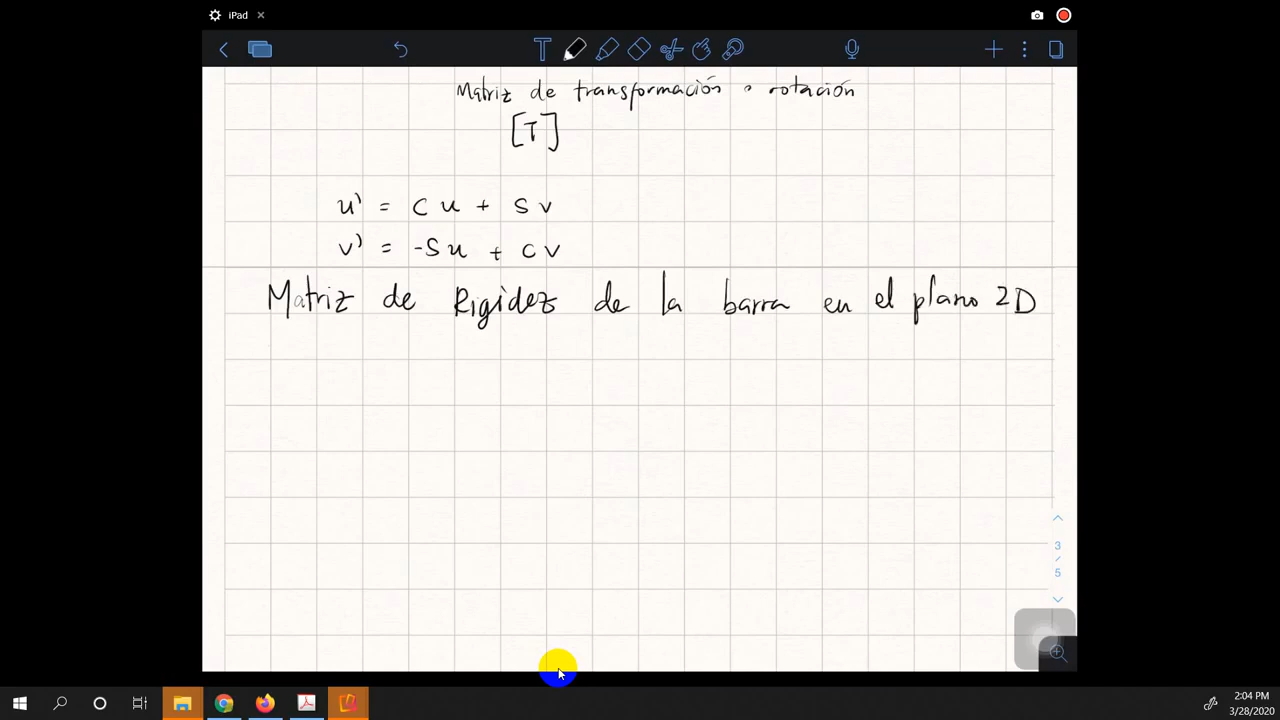 iPad
Matriz de transformación o rotación
[T]
u' = c u + s v
v' = -s u + c v
Matriz de Rigidez de la barra en el plano 2D
3
/
5
2:04 PM
3/28/2020